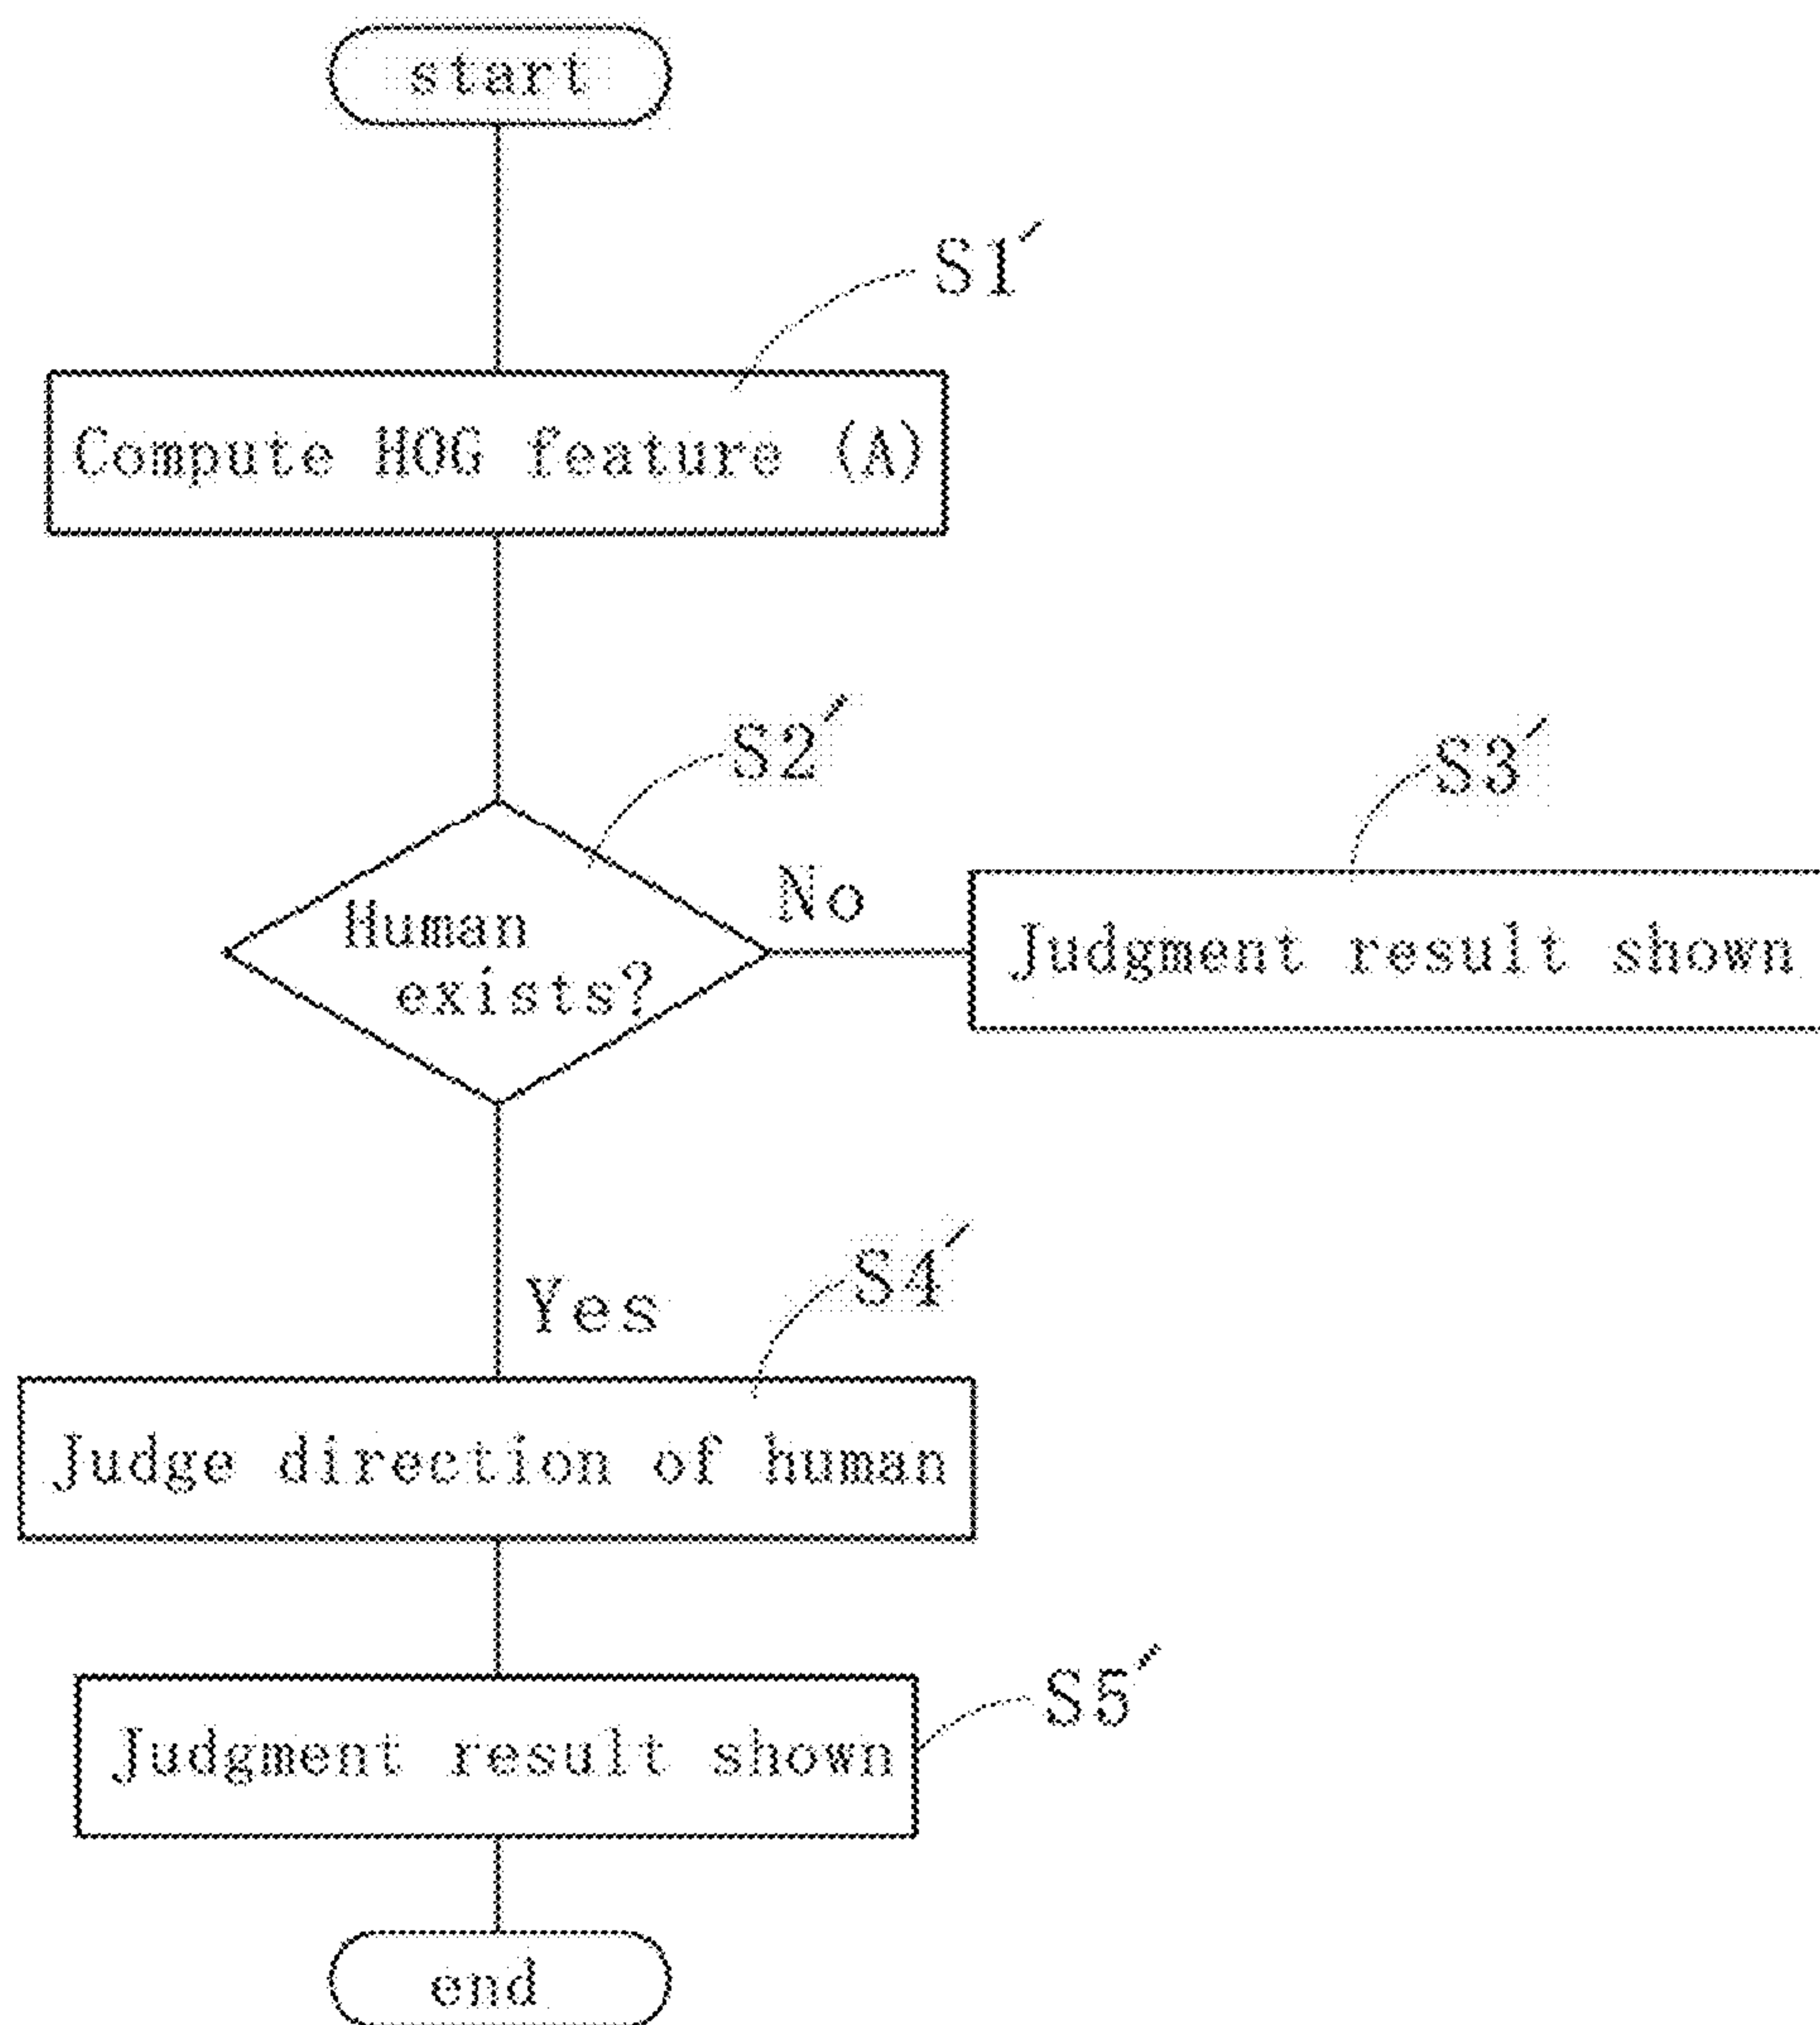 start
S1′
Compute HOG feature (A)
S2′
S3′
No
Human
exists?
Judgment result shown
S4′
Yes
Judge direction of human
S5′
Judgment result shown
end